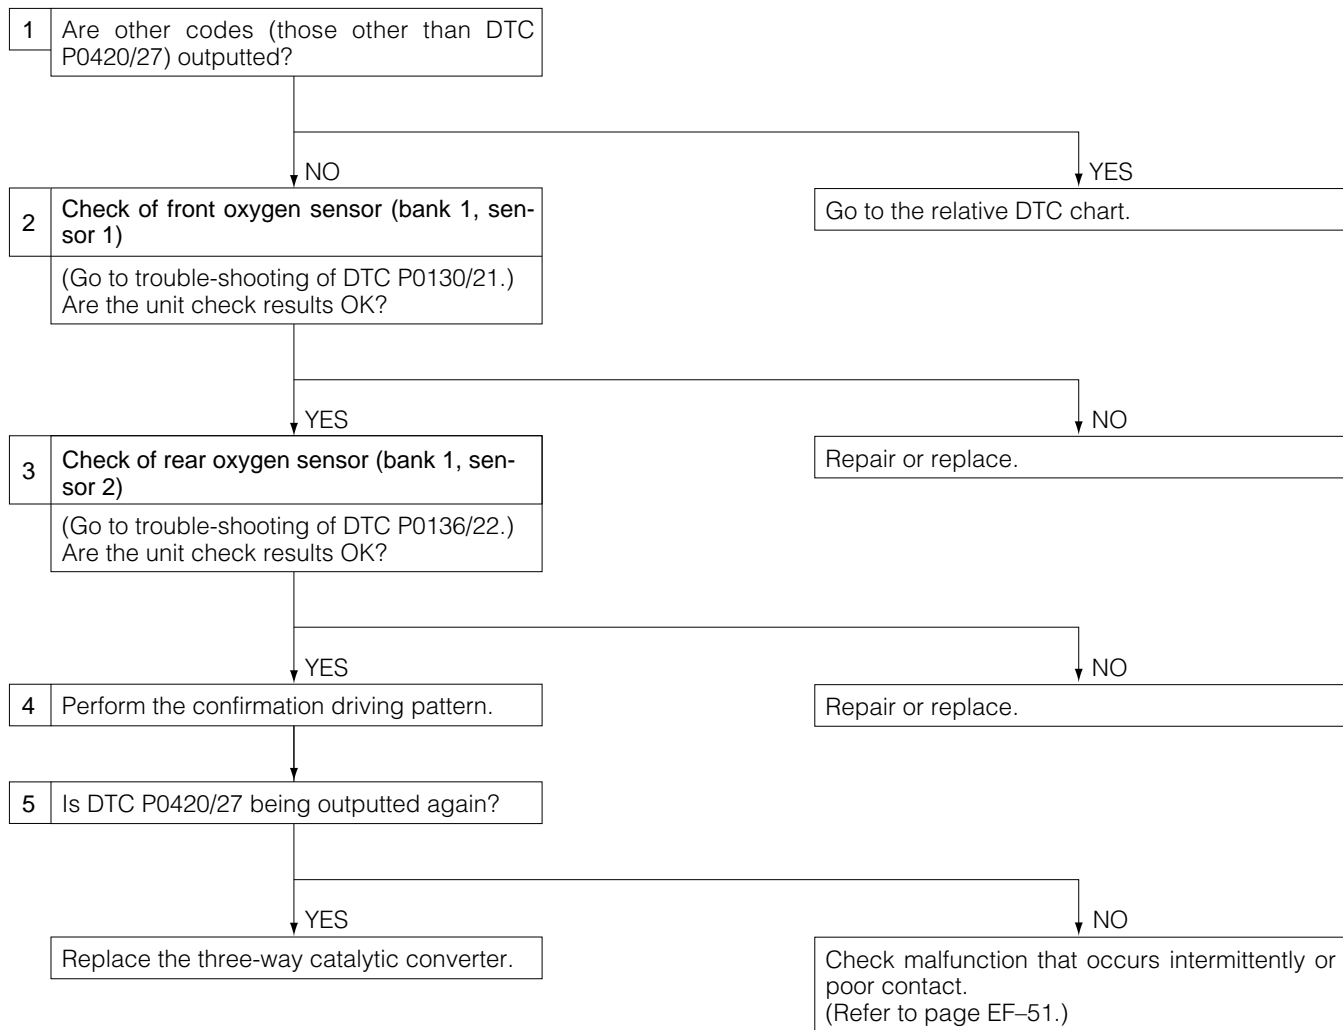 1 Are other codes (those other than DTC
P0420/27) outputted?
NO
YES
2 Check of front oxygen sensor (bank 1, sen-
sor 1)
Go to the relative DTC chart.
(Go to trouble-shooting of DTC P0130/21.)
Are the unit check results OK?
YES
NO
3 Check of rear oxygen sensor (bank 1, sen-
sor 2)
Repair or replace.
(Go to trouble-shooting of DTC P0136/22.)
Are the unit check results OK?
YES
NO
4 Perform the confirmation driving pattern.
Repair or replace.
5 Is DTC P0420/27 being outputted again?
YES
NO
Replace the three-way catalytic converter.
Check malfunction that occurs intermittently or
poor contact.
(Refer to page EF–51.)